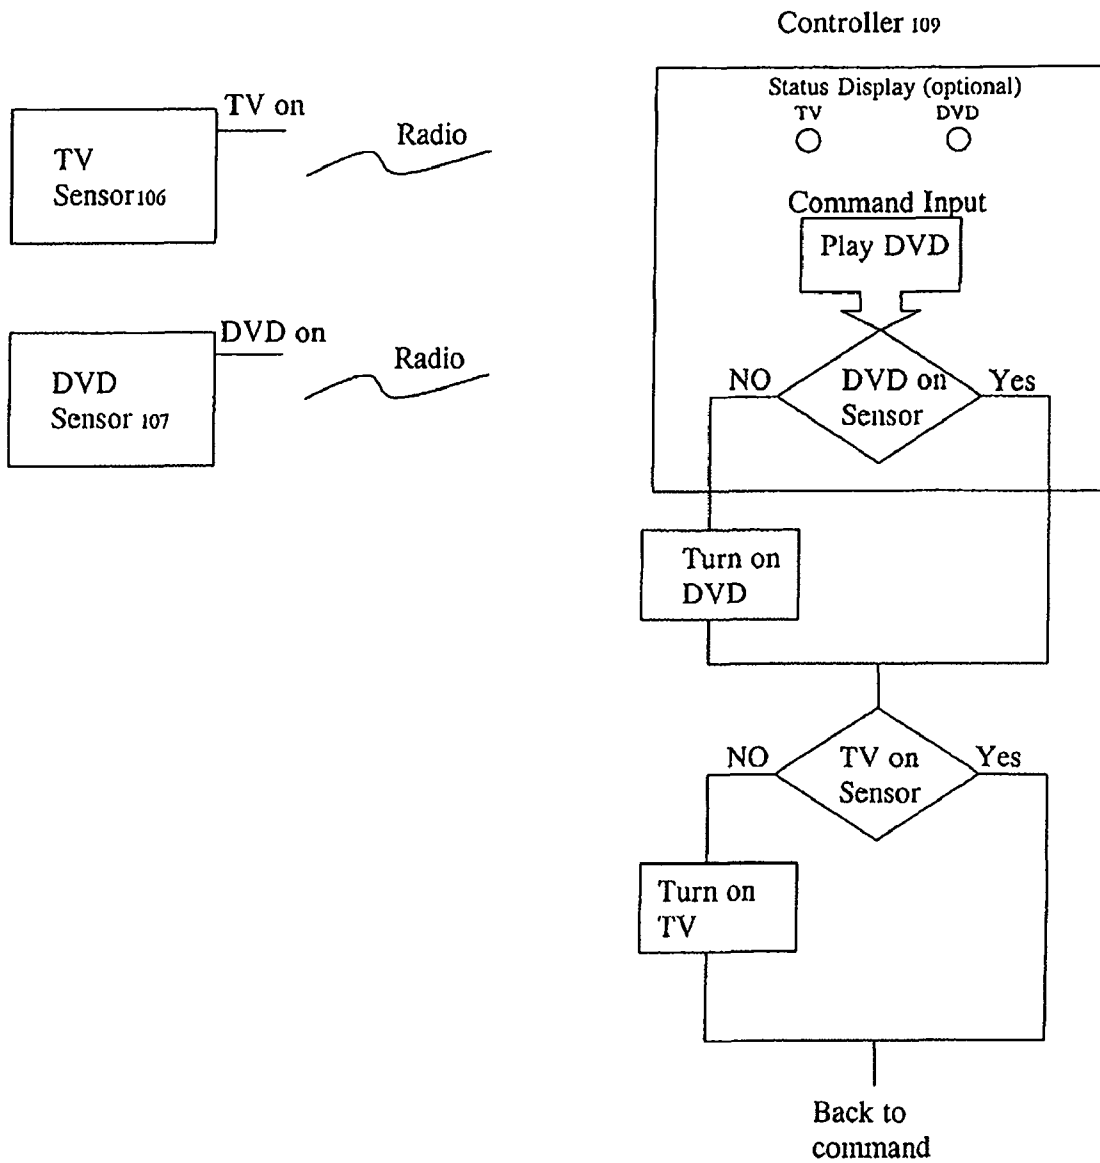 Controller 109
Status Display (optional)
TV DVD
TV on
TV
Sensor 106
Radio
Command Input
Play DVD
DVD on
DVD
Sensor 107
Radio
NO
DVD on
Sensor
Yes
Turn on
DVD
NO
TV on
Sensor
Yes
Turn on
TV
Back to
command